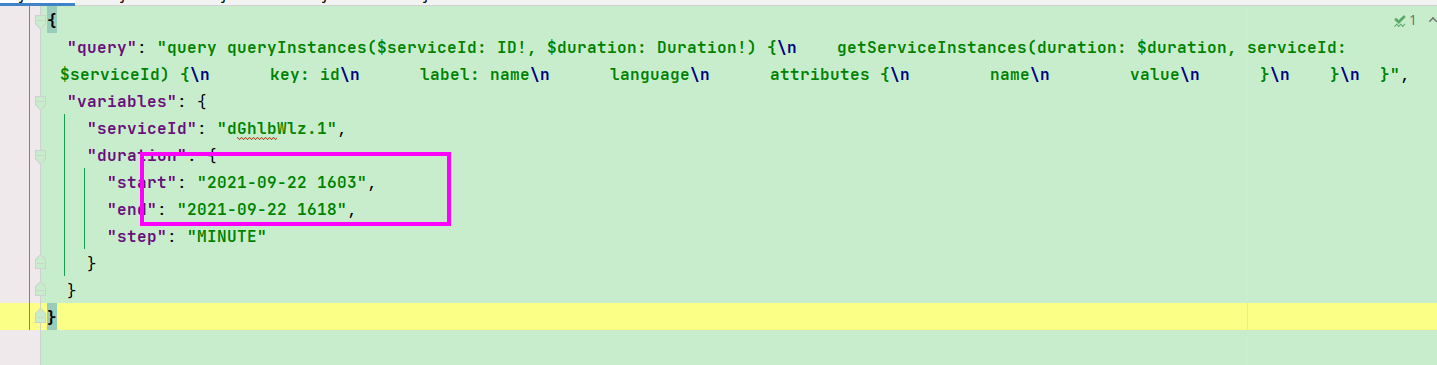 {
"query": "query queryInstances($serviceId: ID!, $duration: Duration!) {\n    getServiceInstances(duration: $duration, serviceId:
$serviceId) {\n      key: id\n      label: name\n      language\n      attributes {\n        name\n        value\n      }\n    }\n  }",
"variables": {
"serviceId": "dGhlbWlz.1",
"duration": {
"start": "2021-09-22 1603",
"end": "2021-09-22 1618",
"step": "MINUTE"
}
}
}
1